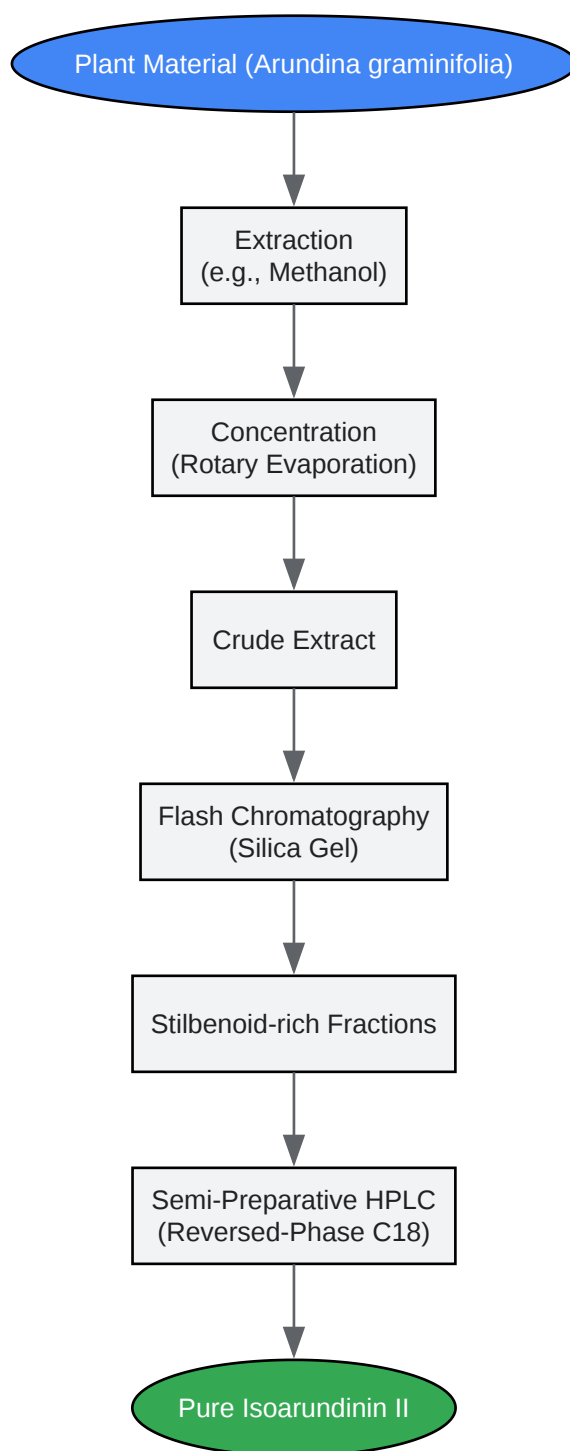 Plant Material (Arundina graminifolia)
Extraction
(e.g., Methanol)
Concentration
(Rotary Evaporation)
Crude Extract
Flash Chromatography
(Silica Gel)
Stilbenoid-rich Fractions
Semi-Preparative HPLC
(Reversed-Phase C18)
Pure Isoarundinin II